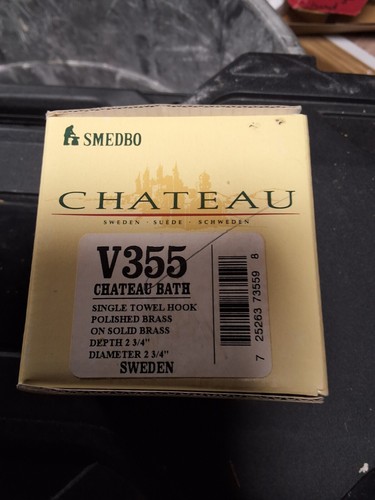 SMEDBO
CHATEAU
SWEDEN - SUEDE - SCHWEDEN
V355
CHATEAU BATH
SINGLE TOWEL HOOK
POLISHED BRASS
ON SOLID BRASS
DEPTH 2 3/4"
DIAMETER 2 3/4"
SWEDEN
7 25263 73559 8